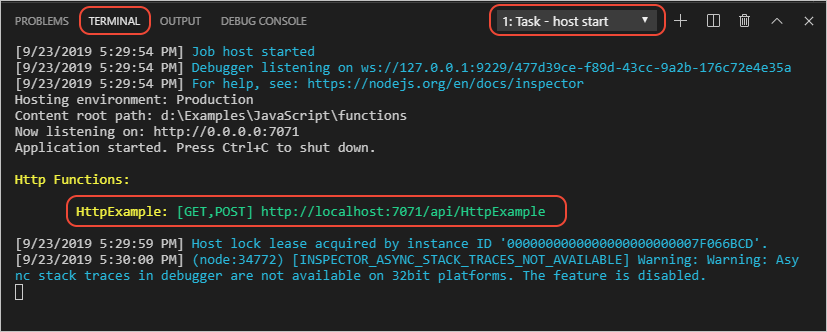 PROBLEMS TERMINAL OUTPUT DEBUG CONSOLE 1: Task - host start
[9/23/2019 5:29:54 PM] Job host started
[9/23/2019 5:29:54 PM] Debugger listening on ws://127.0.0.1:9229/477d39ce-f89d-43cc-9a2b-176c72e4e35a
[9/23/2019 5:29:54 PM] For help, see: https://nodejs.org/en/docs/inspector
Hosting environment: Production
Content root path: d:\Examples\JavaScript\functions
Now listening on: http://0.0.0.0:7071
Application started. Press Ctrl+C to shut down.
Http Functions:
HttpExample: [GET,POST] http://localhost:7071/api/HttpExample
[9/23/2019 5:29:59 PM] Host lock lease acquired by instance ID '0000000000000000000000007F066BCD'.
[9/23/2019 5:30:00 PM] (node:34772) [INSPECTOR_ASYNC_STACK_TRACES_NOT_AVAILABLE] Warning: Warning: Asy
nc stack traces in debugger are not available on 32bit platforms. The feature is disabled.